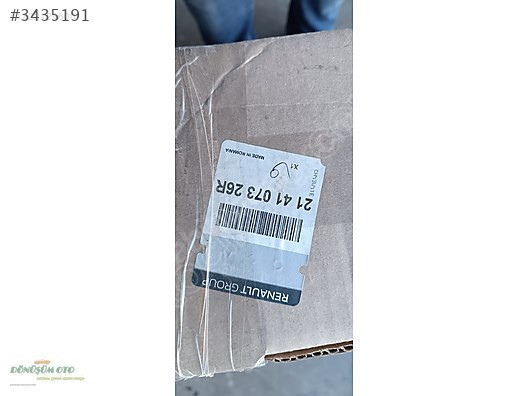 #3435191
RENAULT GROUP
21 41 073 26R
X1
MADE IN ROMANIA
DÖNÜŞÜM OTO